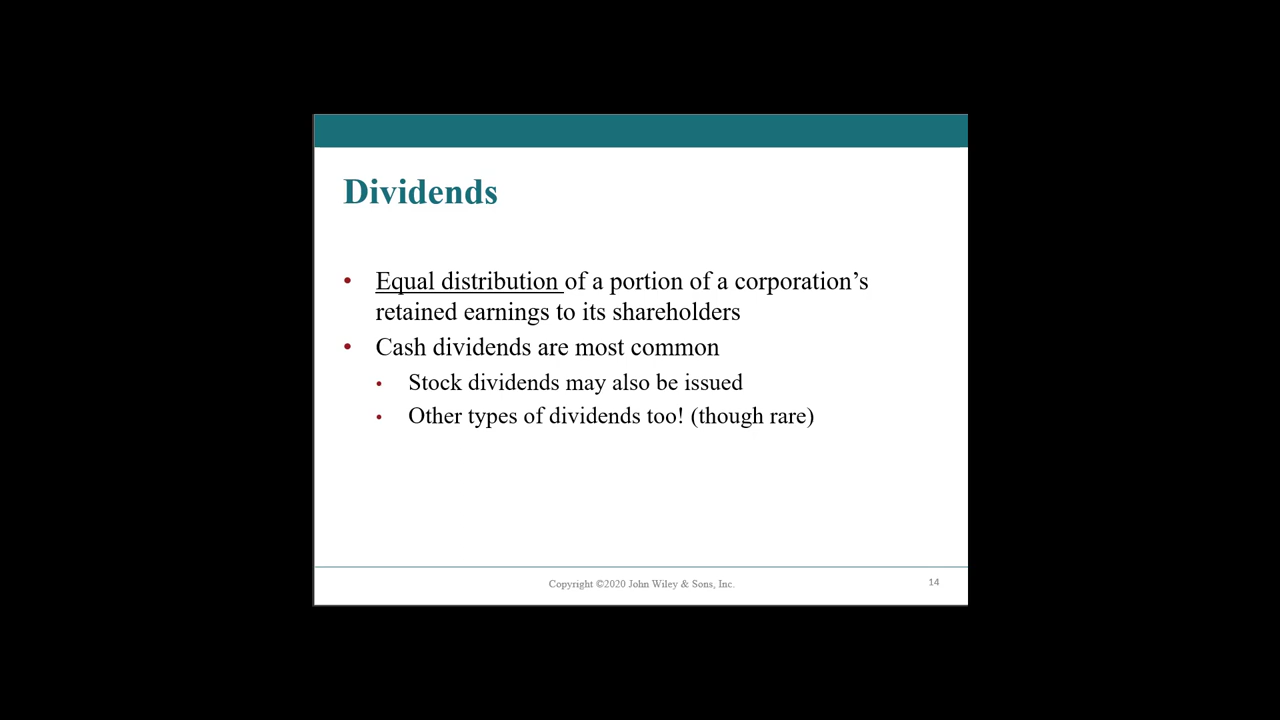 Dividends
• Equal distribution of a portion of a corporation’s
retained earnings to its shareholders
• Cash dividends are most common
• Stock dividends may also be issued
• Other types of dividends too! (though rare)
Copyright ©2020 John Wiley & Sons, Inc.
14